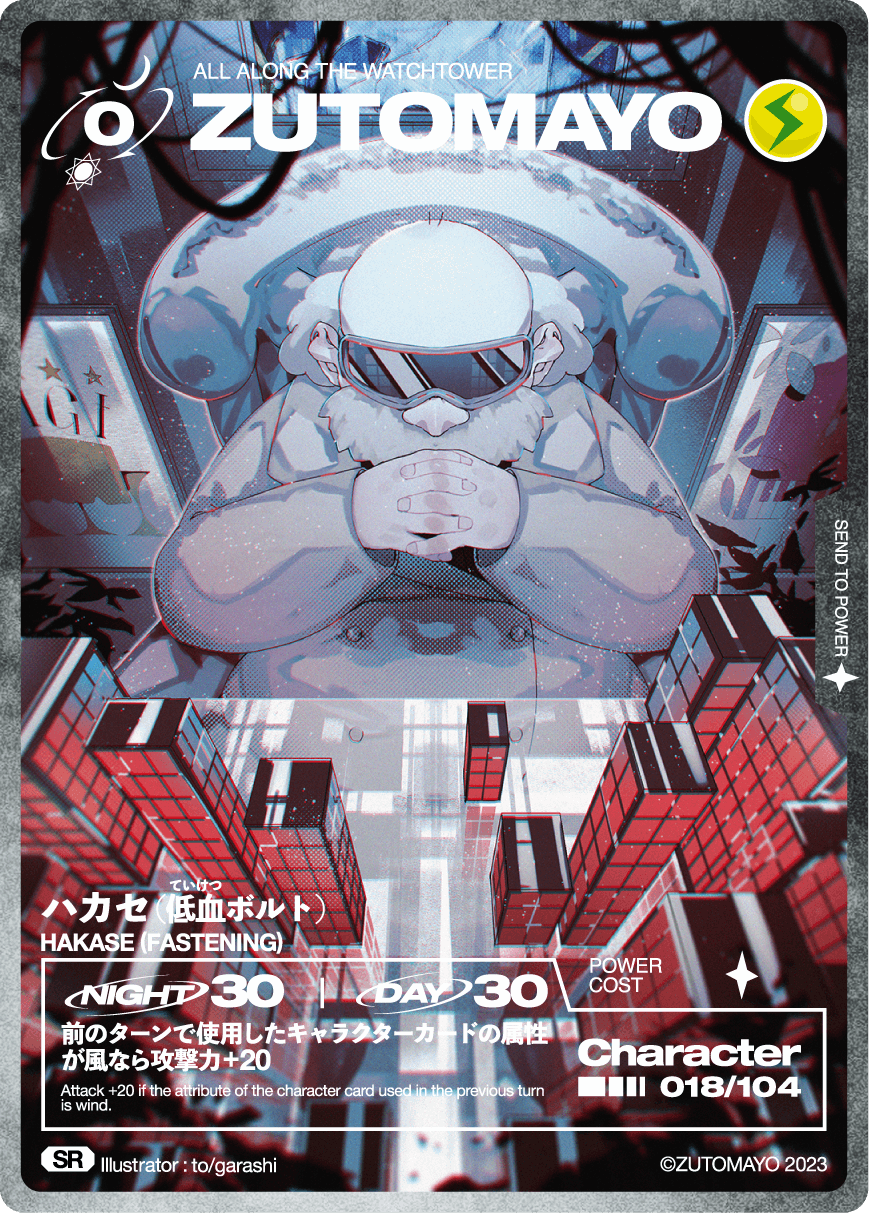 ALL ALONG THE WATCHTOWER
ZUTOMAYO
AGI
SEND TO POWER
ていけつ
ハカセ(低血ボルト)
HAKASE (FASTENING)
NIGHT 30 | DAY 30
POWER
COST
前のターンで使用したキャラクターカードの属性
が風なら攻撃力+20
Attack +20 if the attribute of the character card used in the previous turn
is wind.
Character
018/104
SR Illustrator : to/garashi
©ZUTOMAYO 2023